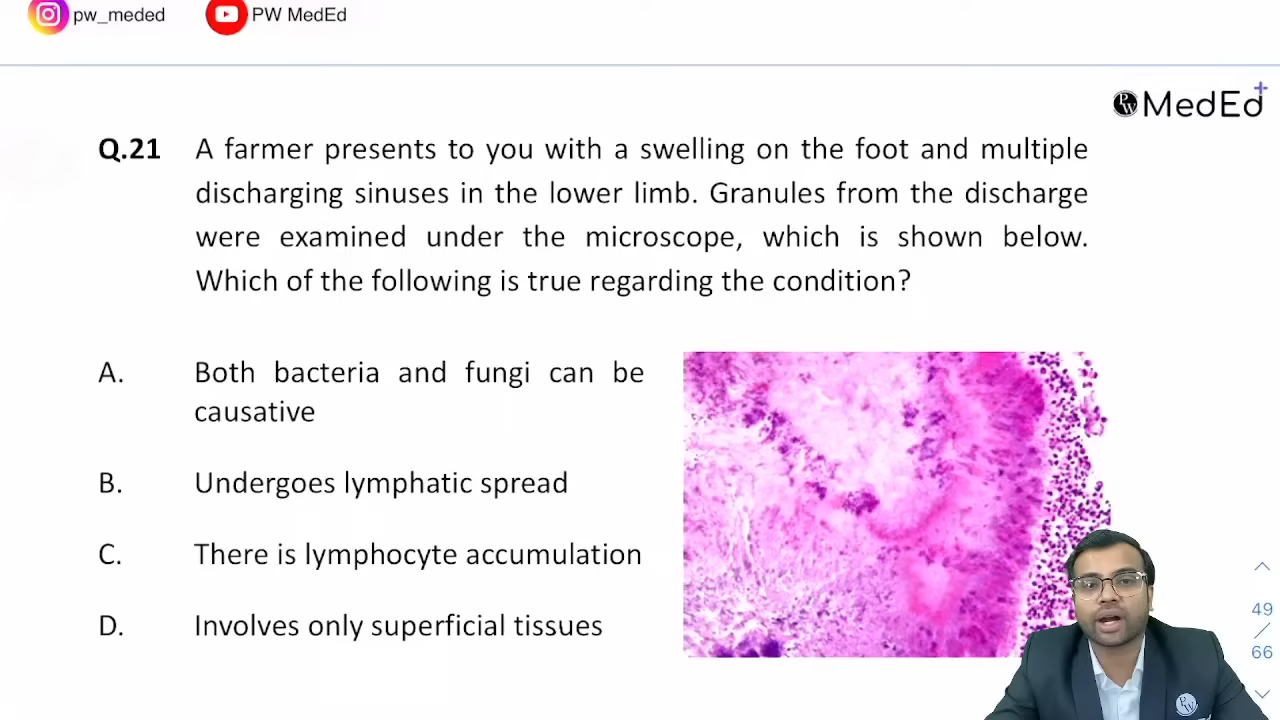 pw_meded PW MedEd
MedEd
Q.21 A farmer presents to you with a swelling on the foot and multiple
discharging sinuses in the lower limb. Granules from the discharge
were examined under the microscope, which is shown below.
Which of the following is true regarding the condition?
A. Both bacteria and fungi can be
causative
B. Undergoes lymphatic spread
C. There is lymphocyte accumulation
D. Involves only superficial tissues
49
/
66